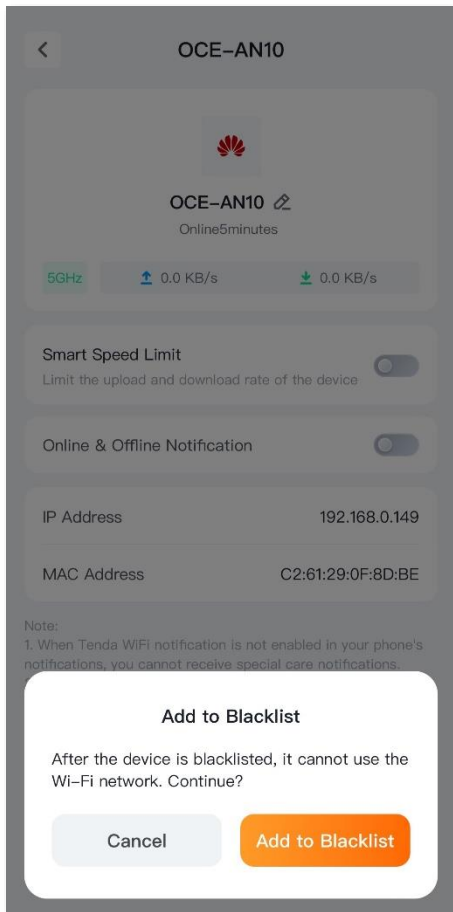 OCE-AN10
OCE-AN10
Online5minutes
5GHz 0.0 KB/s 0.0 KB/s
Smart Speed Limit
Limit the upload and download rate of the device
Online & Offline Notification
IP Address 192.168.0.149
MAC Address C2:61:29:0F:8D:BE
Note:
1. When Tenda WiFi notification is not enabled in your phone's
notifications, you cannot receive special care notifications.
Add to Blacklist
After the device is blacklisted, it cannot use the
Wi-Fi network. Continue?
Cancel Add to Blacklist